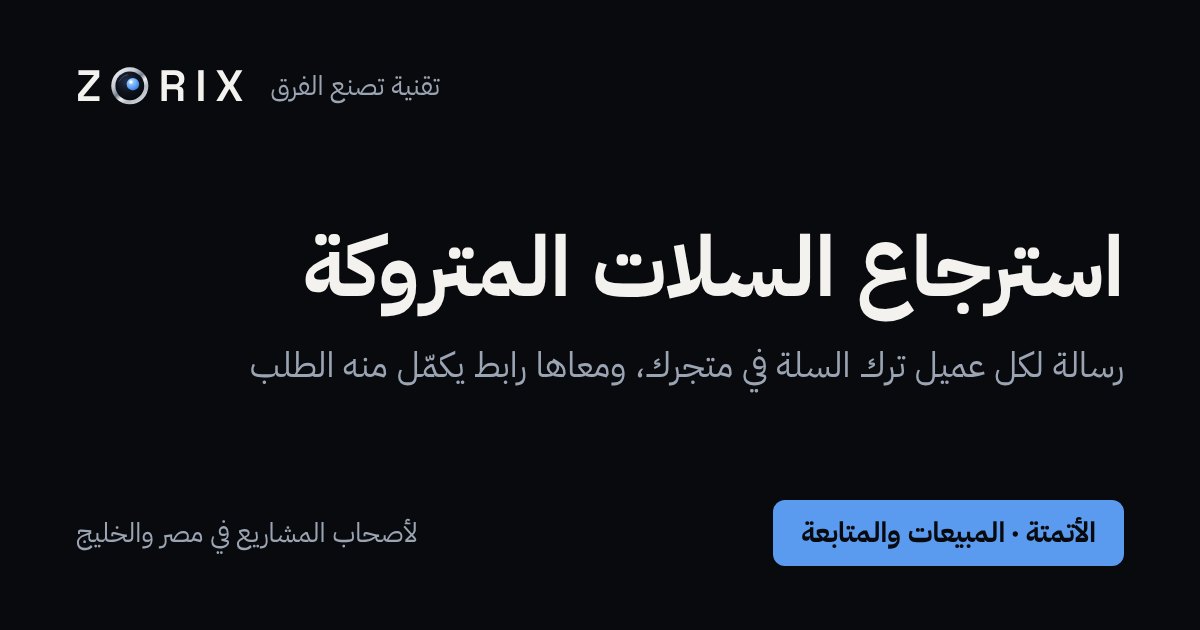 ZORIX تقنية تصنع الفرق
استرجاع السلات المتروكة
رسالة لكل عميل ترك السلة في متجرك، ومعاها رابط يكمّل منه الطلب
الأتمتة · المبيعات والمتابعة
لأصحاب المشاريع في مصر والخليج